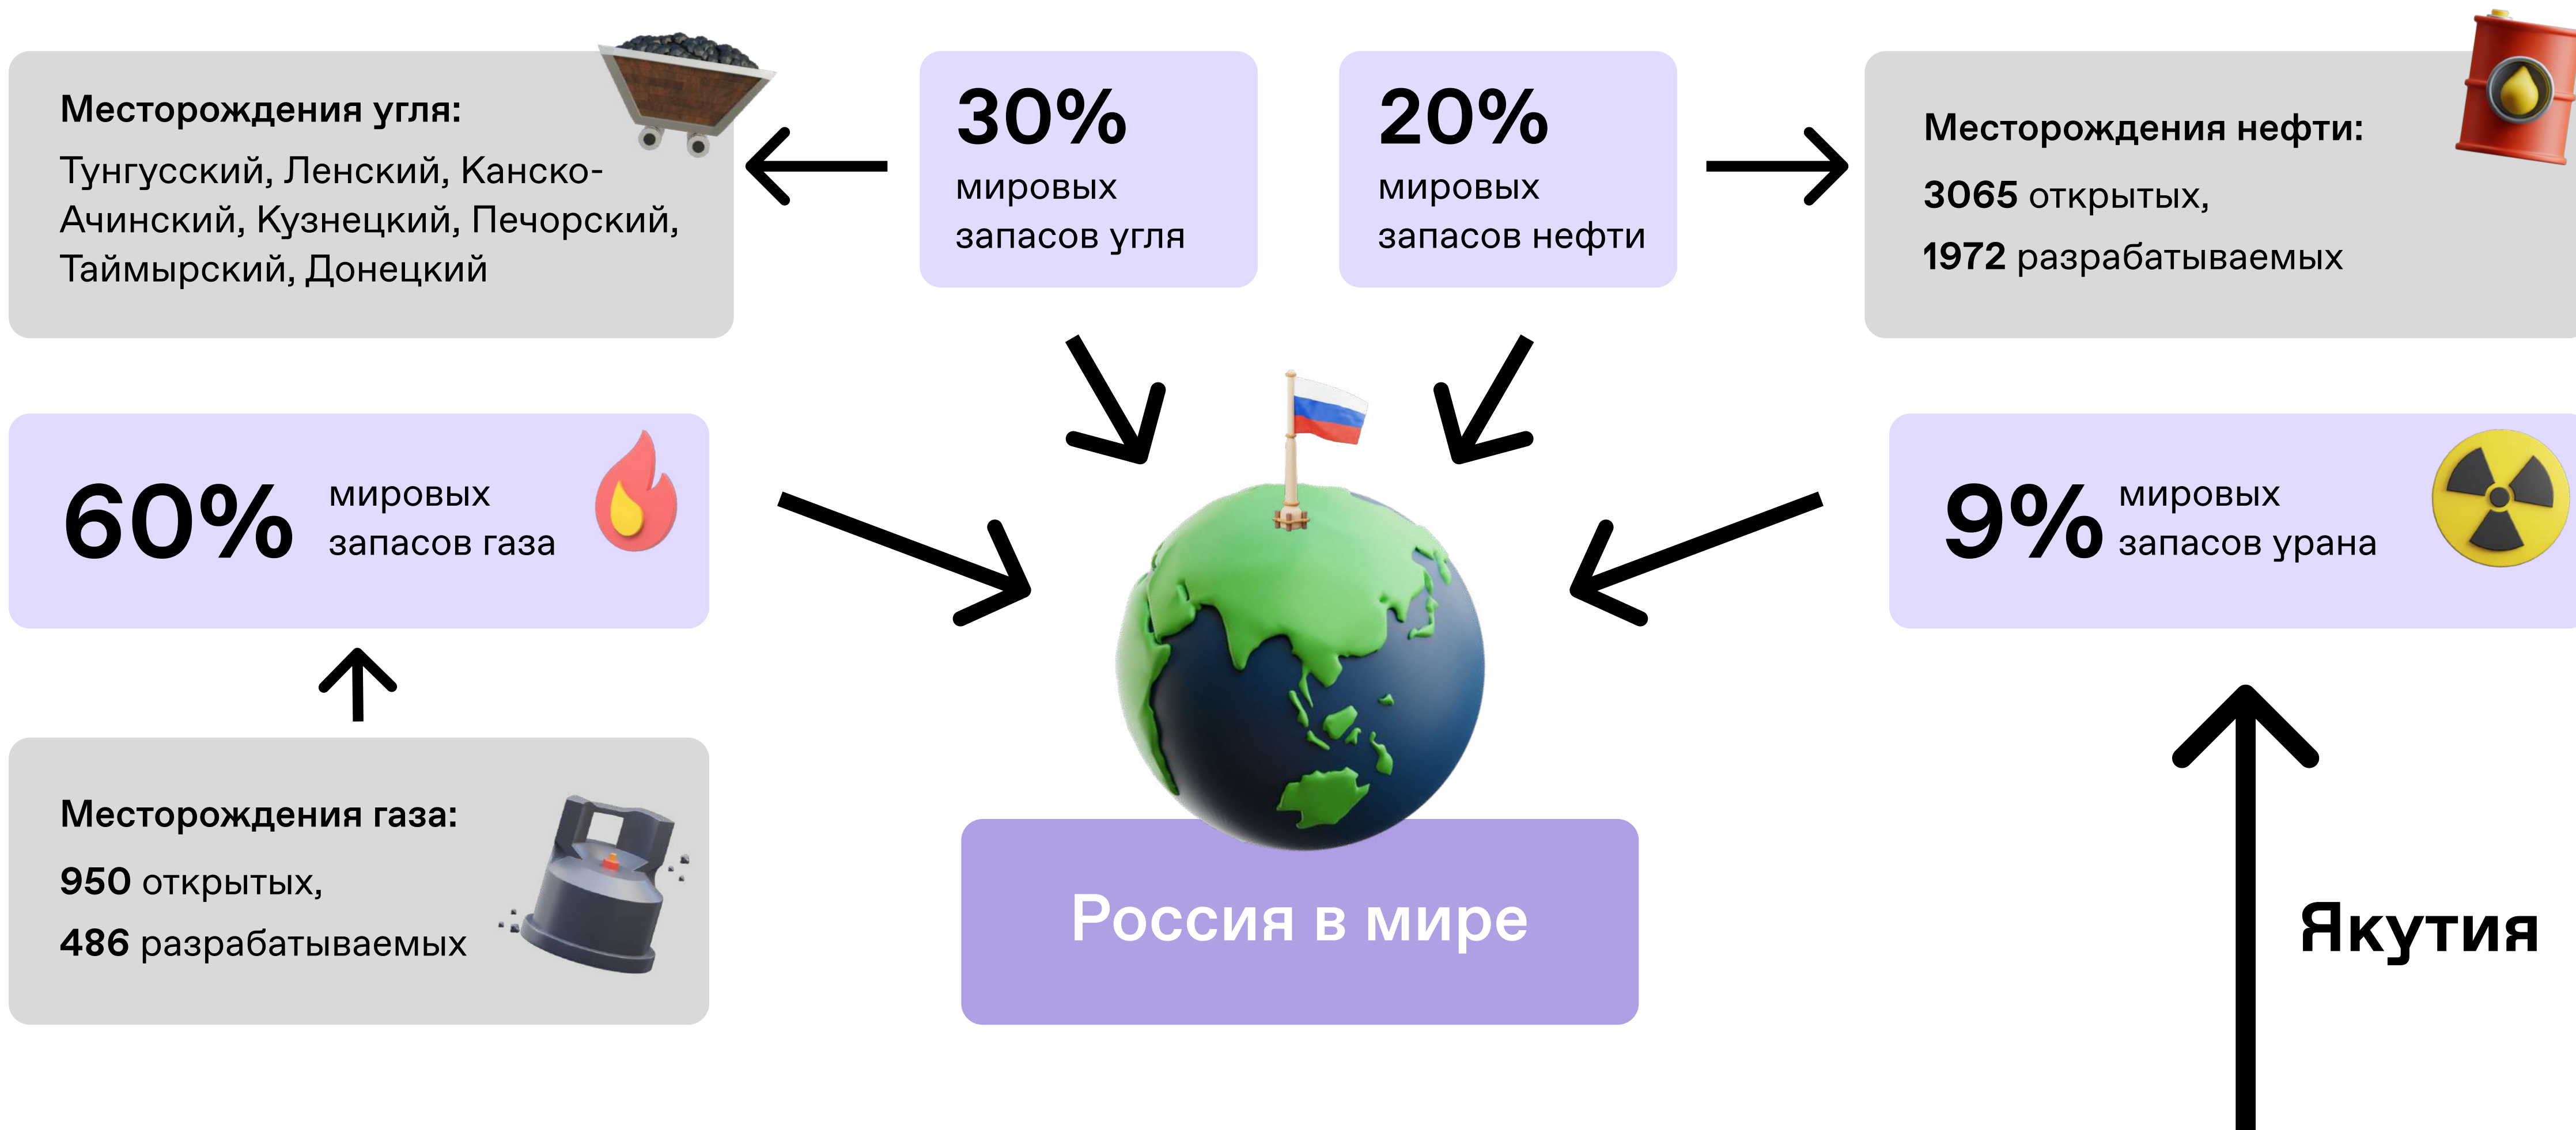 Месторождения угля:
Тунгусский, Ленский, Канско-
Ачинский, Кузнецкий, Печорский,
Таймырский, Донецкий
30%
мировых
запасов угля
20%
мировых
запасов нефти
Месторождения нефти:
3065 открытых,
1972 разрабатываемых
60%
мировых
запасов газа
9%
мировых
запасов урана
Месторождения газа:
950 открытых,
486 разрабатываемых
Россия в мире
Якутия